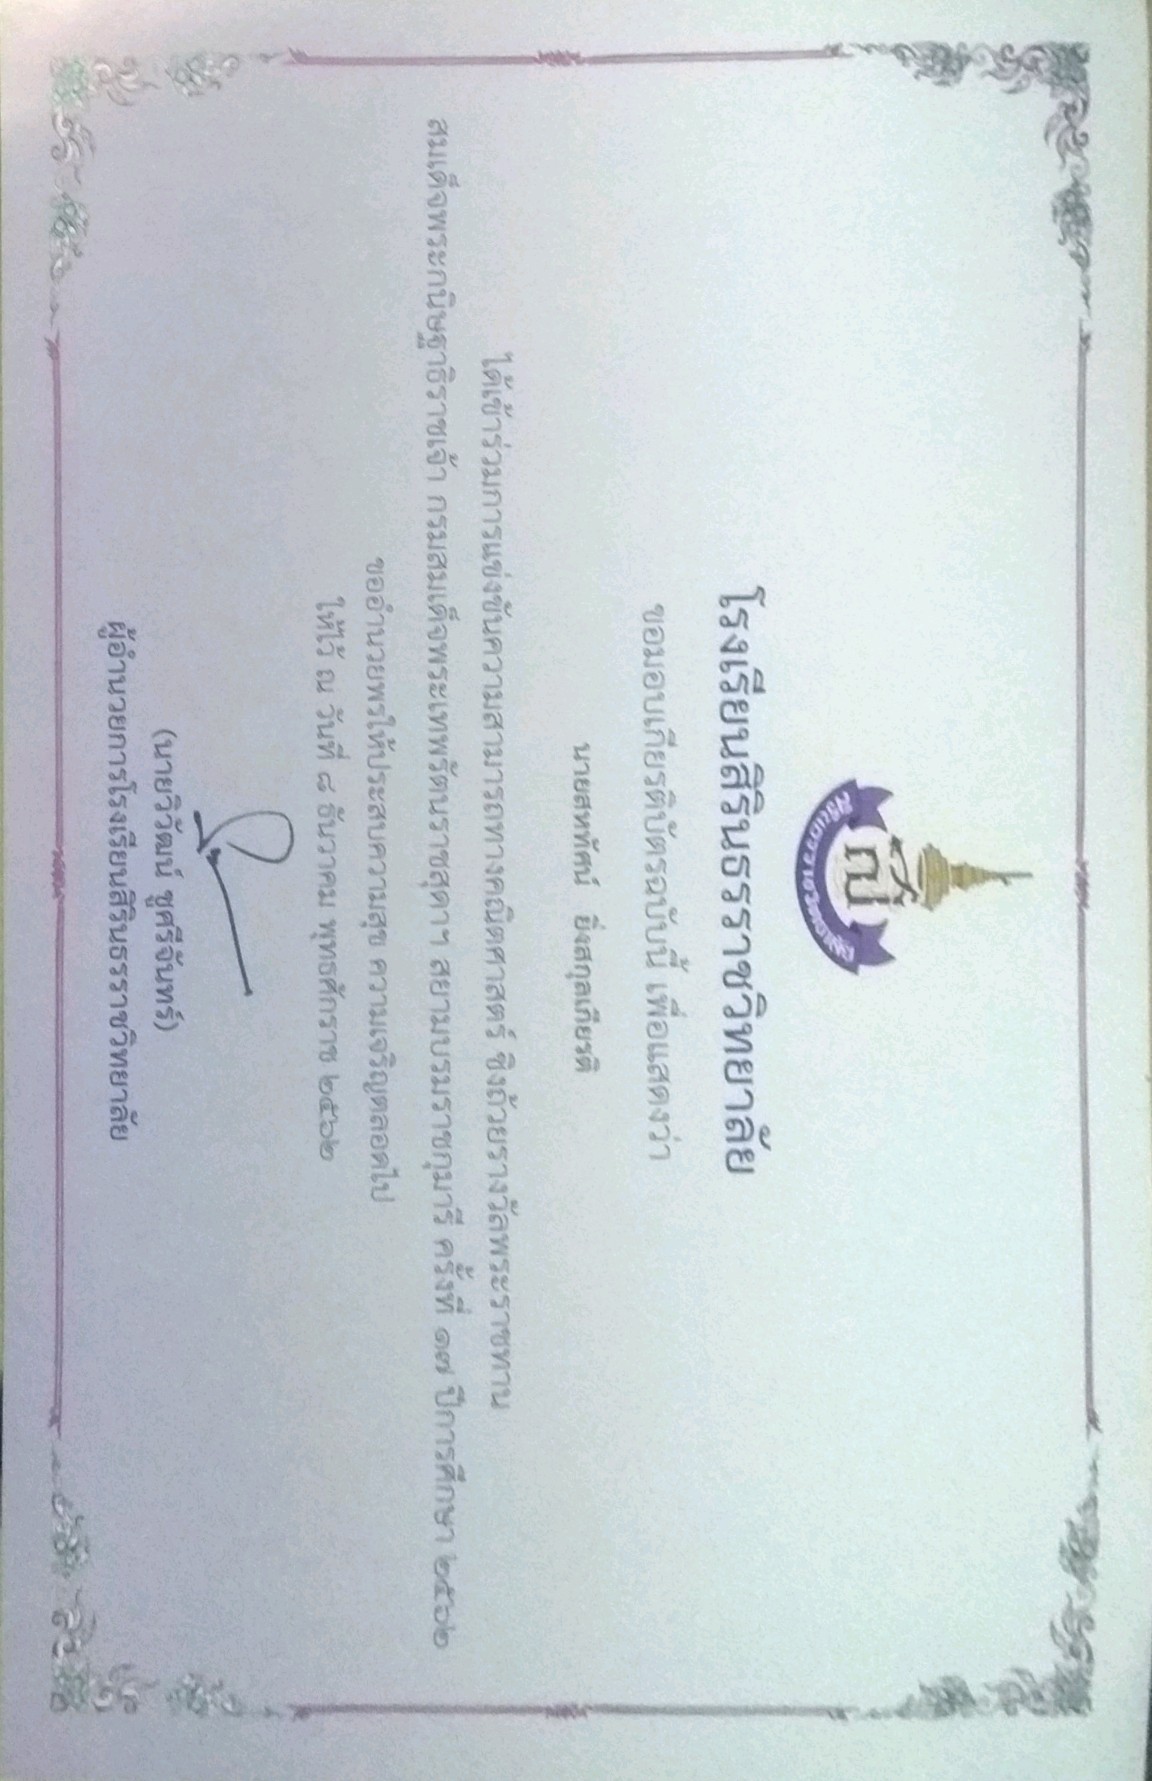 สิรินธรราชวิทยาลัย
โรงเรียนสิรินธรราชวิทยาลัย
ขอมอบเกียรติบัตรฉบับนี้ เพื่อแสดงว่า
นายสหทัศน์ ยิ่งสกุลเกียรติ
ได้เข้าร่วมการแข่งขันความสามารถทางคณิตศาสตร์ ชิงถ้วยรางวัลพระราชทาน
สมเด็จพระกนิษฐาธิราชเจ้า กรมสมเด็จพระเทพรัตนราชสุดาฯ สยามบรมราชกุมารี ครั้งที่ ๑๗ ปีการศึกษา ๒๕๖๒
ขออำนวยพรให้ประสบความสุข ความเจริญตลอดไป
ให้ไว้ ณ วันที่ ๘ ธันวาคม พุทธศักราช ๒๕๖๒
(นายวิวัฒน์ ชูศรีจันทร์)
ผู้อำนวยการโรงเรียนสิรินธรราชวิทยาลัย